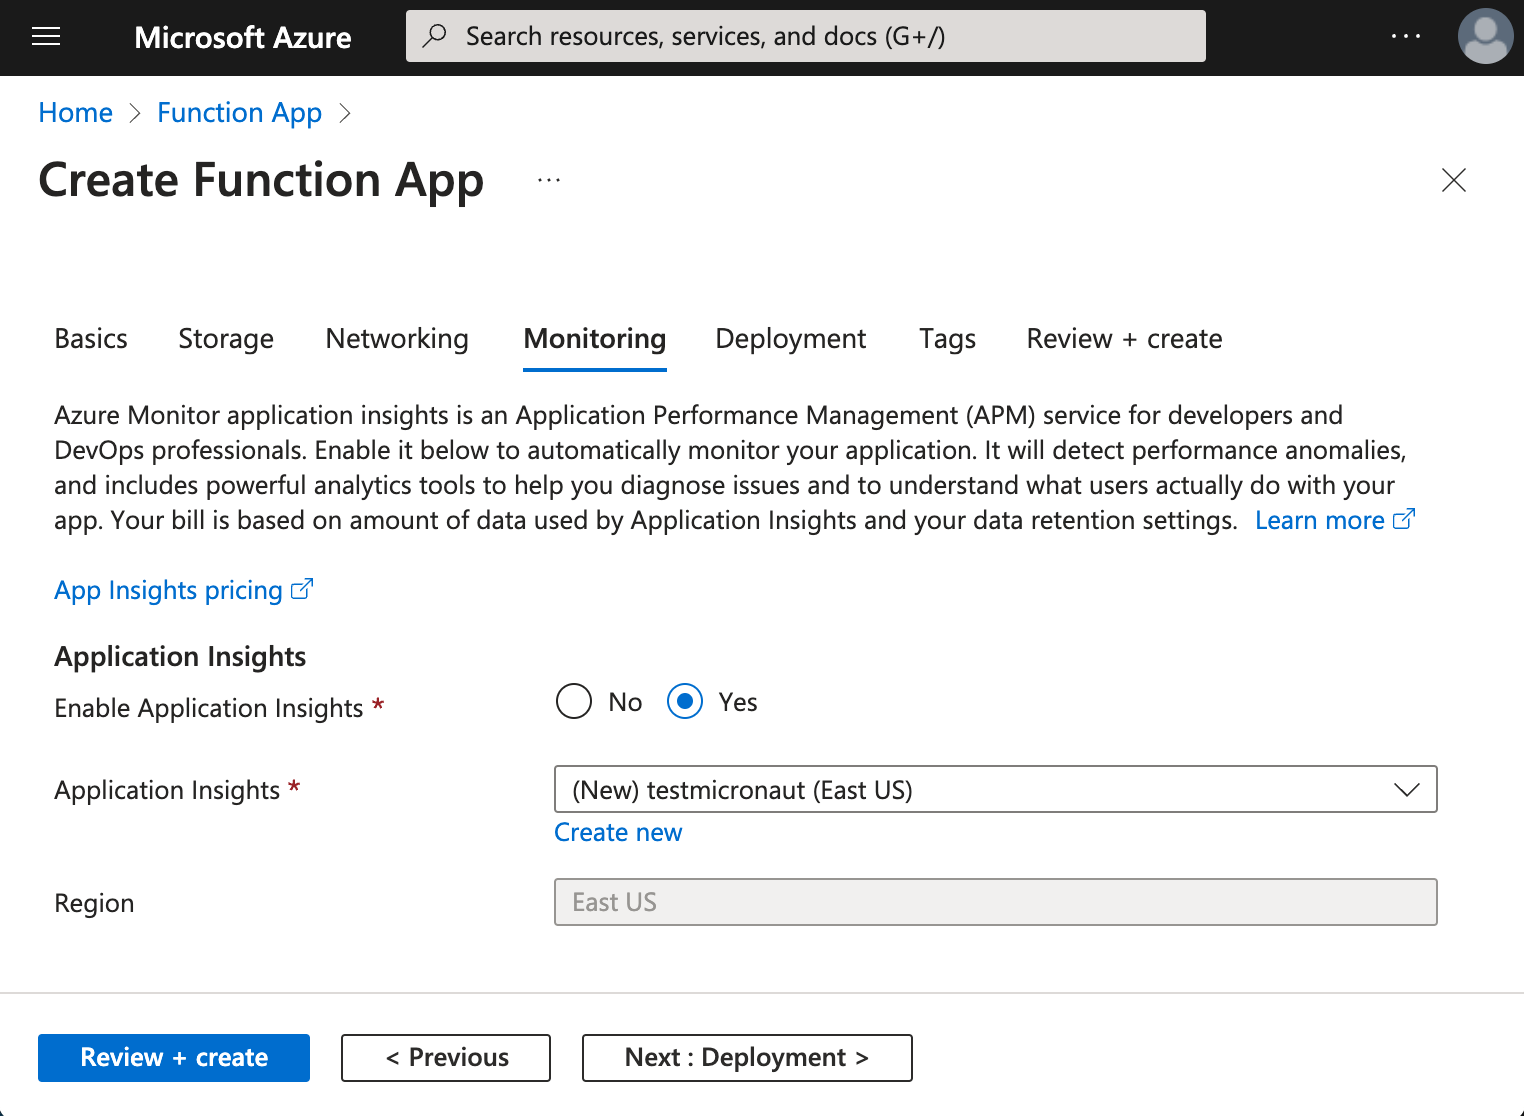 Microsoft Azure
Search resources, services, and docs (G+/)
Home > Function App >
Create Function App ...
Basics Storage Networking Monitoring Deployment Tags Review + create
Azure Monitor application insights is an Application Performance Management (APM) service for developers and
DevOps professionals. Enable it below to automatically monitor your application. It will detect performance anomalies,
and includes powerful analytics tools to help you diagnose issues and to understand what users actually do with your
app. Your bill is based on amount of data used by Application Insights and your data retention settings. Learn more
App Insights pricing
Application Insights
Enable Application Insights * No Yes
Application Insights * (New) testmicronaut (East US)
Create new
Region East US
Review + create < Previous Next : Deployment >